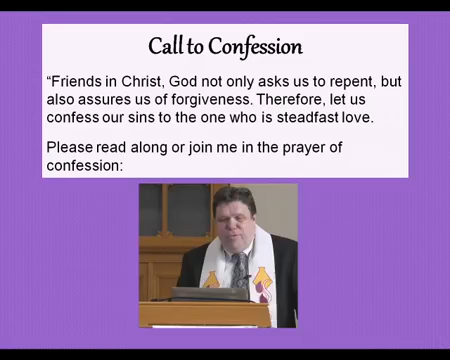 Call to Confession
“Friends in Christ, God not only asks us to repent, but
also assures us of forgiveness. Therefore, let us
confess our sins to the one who is steadfast love.
Please read along or join me in the prayer of
confession: